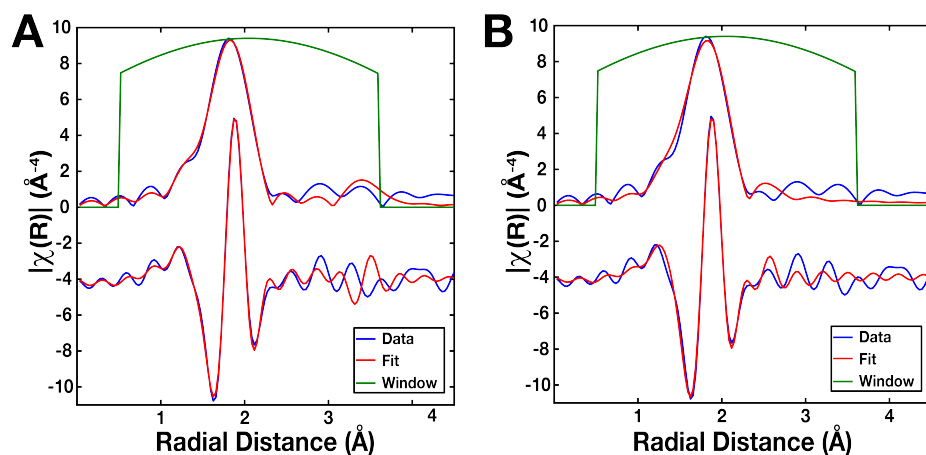 A
10
8
6
4
2
0
-2
-4
-6
-8
-10
|χ(R)| (Å⁻⁴)
1
2
3
4
Radial Distance (Å)
Data
Fit
Window
B
10
8
6
4
2
0
-2
-4
-6
-8
-10
|χ(R)| (Å⁻⁴)
1
2
3
4
Radial Distance (Å)
Data
Fit
Window